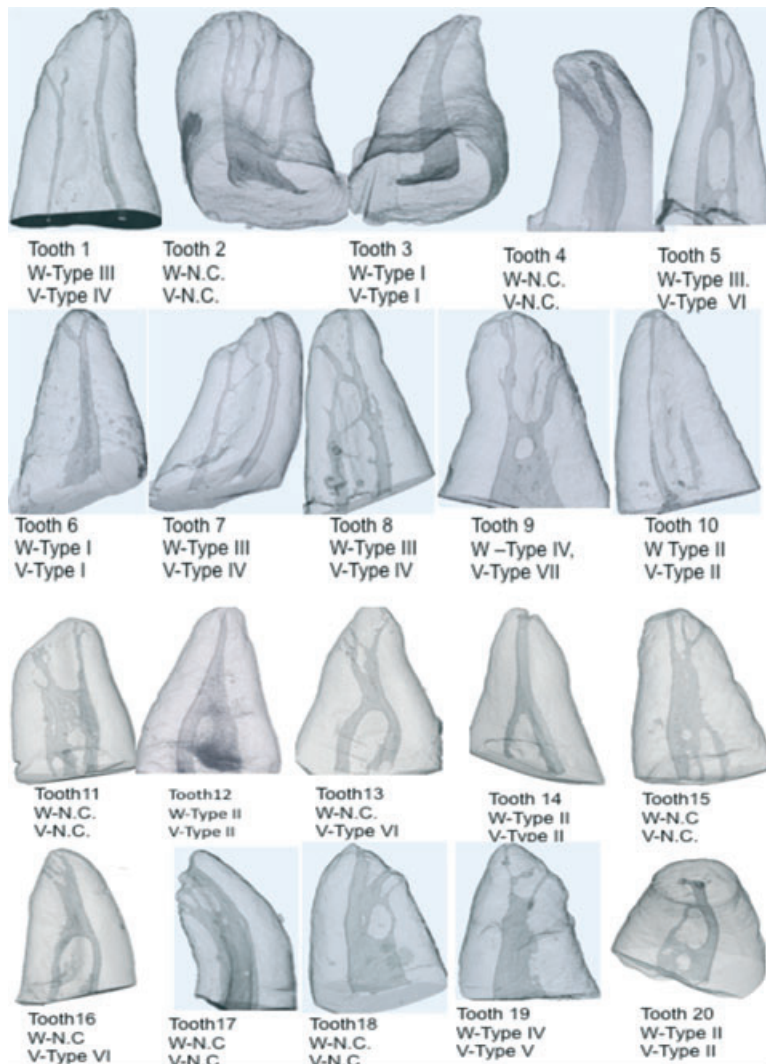 Tooth 1
W-Type III
V-Type IV
Tooth 2
W-N.C.
V-N.C.
Tooth 3
W-Type I
V-Type I
Tooth 4
W-N.C.
V-N.C.
Tooth 5
W-Type III.
V-Type VI
Tooth 6
W-Type I
V-Type I
Tooth 7
W-Type III
V-Type IV
Tooth 8
W-Type III
V-Type IV
Tooth 9
W –Type IV,
V-Type VII
Tooth 10
W Type II
V-Type II
Tooth11
W-N.C.
V-N.C.
Tooth12
W-Type II
V-Type II
Tooth13
W-N.C.
V-Type VI
Tooth 14
W-Type II
V-Type II
Tooth15
W-N.C
V-N.C.
Tooth16
W-N.C
V-Type VI
Tooth17
W-N.C
V-N.C.
Tooth18
W-N.C.
V-N.C.
Tooth 19
W-Type IV
V-Type V
Tooth 20
W-Type II
V-Type II